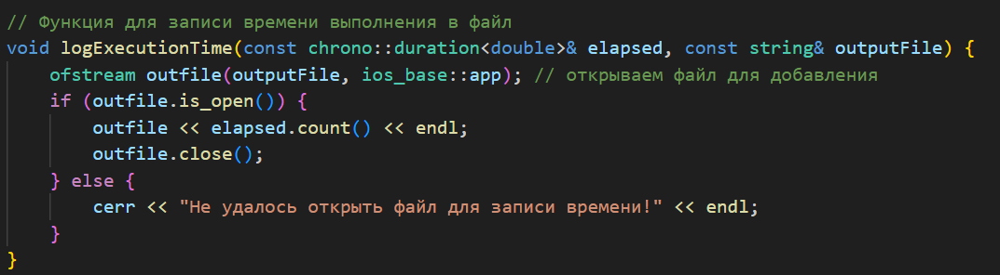 // Функция для записи времени выполнения в файл
void logExecutionTime(const chrono::duration<double>& elapsed, const string& outputFile) {
    ofstream outfile(outputFile, ios_base::app); // открываем файл для добавления
    if (outfile.is_open()) {
        outfile << elapsed.count() << endl;
        outfile.close();
    } else {
        cerr << "Не удалось открыть файл для записи времени!" << endl;
    }
}